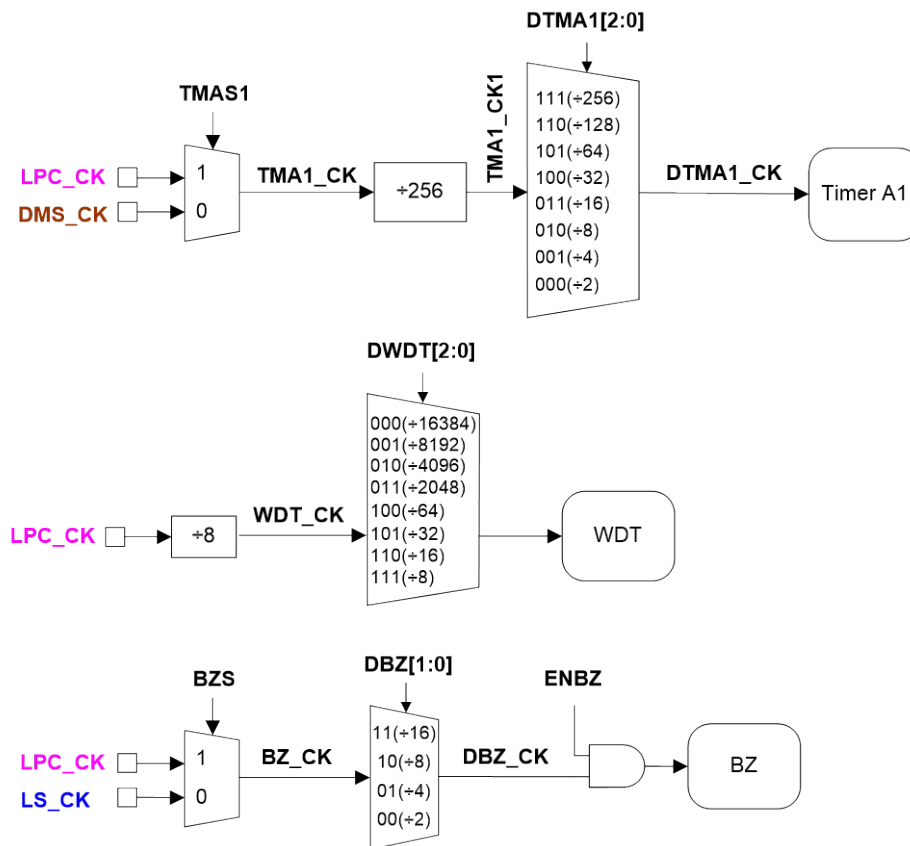 DTMA1[2:0]
TMAS1
TMA1_CK1
111(÷256)
110(÷128)
101(÷64)
100(÷32)
011(÷16)
010(÷8)
001(÷4)
000(÷2)
LPC_CK
1
TMA1_CK
÷256
DTMA1_CK
Timer A1
DMS_CK
0
DWDT[2:0]
000(÷16384)
001(÷8192)
010(÷4096)
011(÷2048)
100(÷64)
101(÷32)
110(÷16)
111(÷8)
LPC_CK
÷8
WDT_CK
WDT
BZS
DBZ[1:0]
ENBZ
LPC_CK
1
BZ_CK
11(÷16)
10(÷8)
01(÷4)
00(÷2)
DBZ_CK
BZ
LS_CK
0